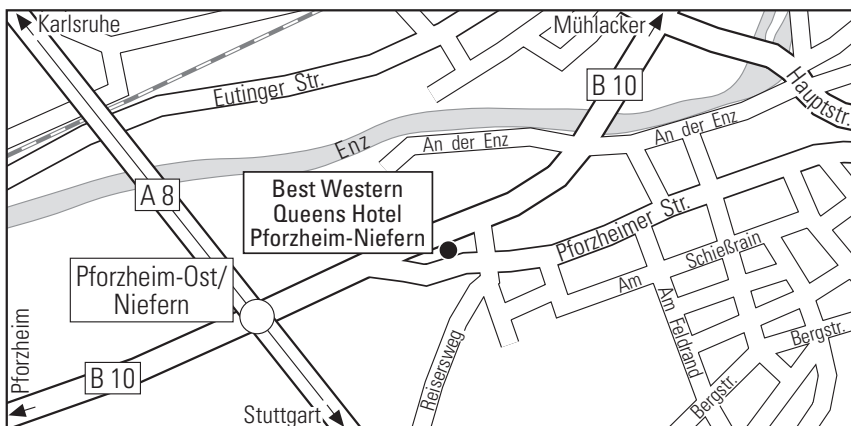 Karlsruhe
Mühlacker
B 10
Hauptstr.
Eutinger Str.
Enz
An der Enz
An der Enz
A 8
Best Western
Queens Hotel
Pforzheim-Niefern
Pforzheimer Str.
Schießrain
Am
Pforzheim-Ost/
Niefern
Am Feldrand
Bergstr.
Reisersweg
Pforzheim
B 10
Bergstr.
Stuttgart